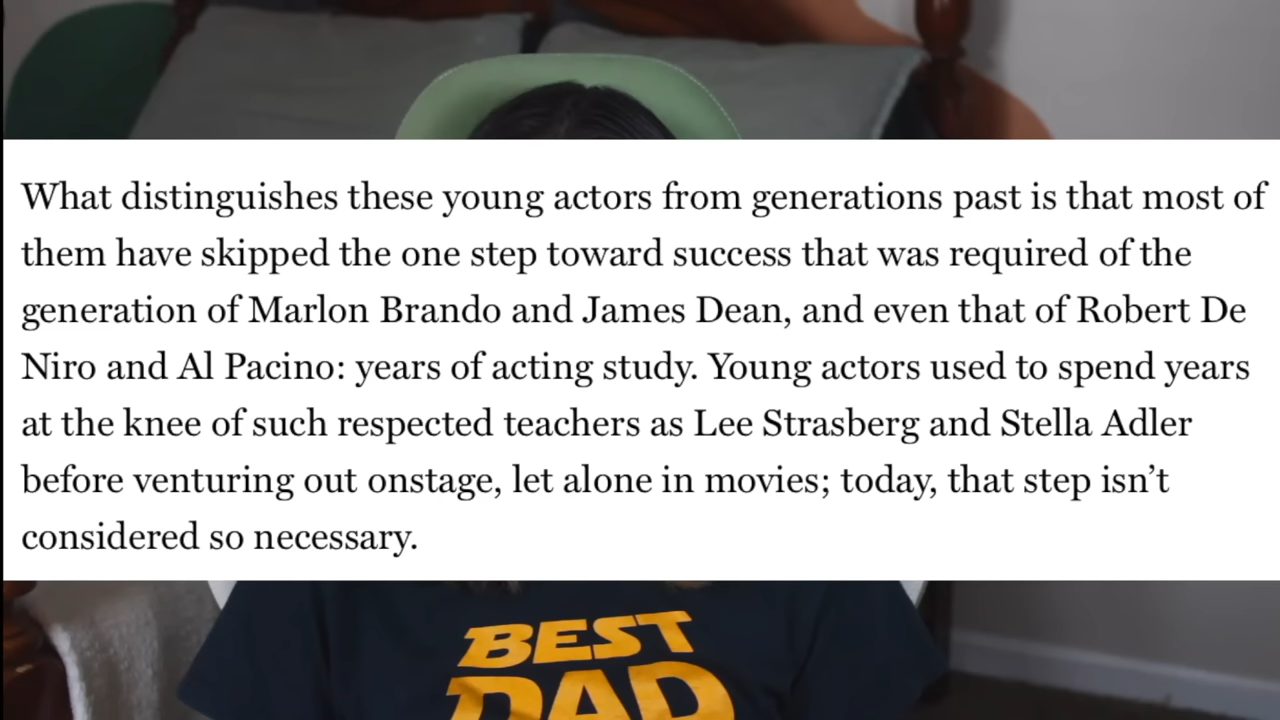 What distinguishes these young actors from generations past is that most of
them have skipped the one step toward success that was required of the
generation of Marlon Brando and James Dean, and even that of Robert De
Niro and Al Pacino: years of acting study. Young actors used to spend years
at the knee of such respected teachers as Lee Strasberg and Stella Adler
before venturing out onstage, let alone in movies; today, that step isn’t
considered so necessary.
BEST
DAD